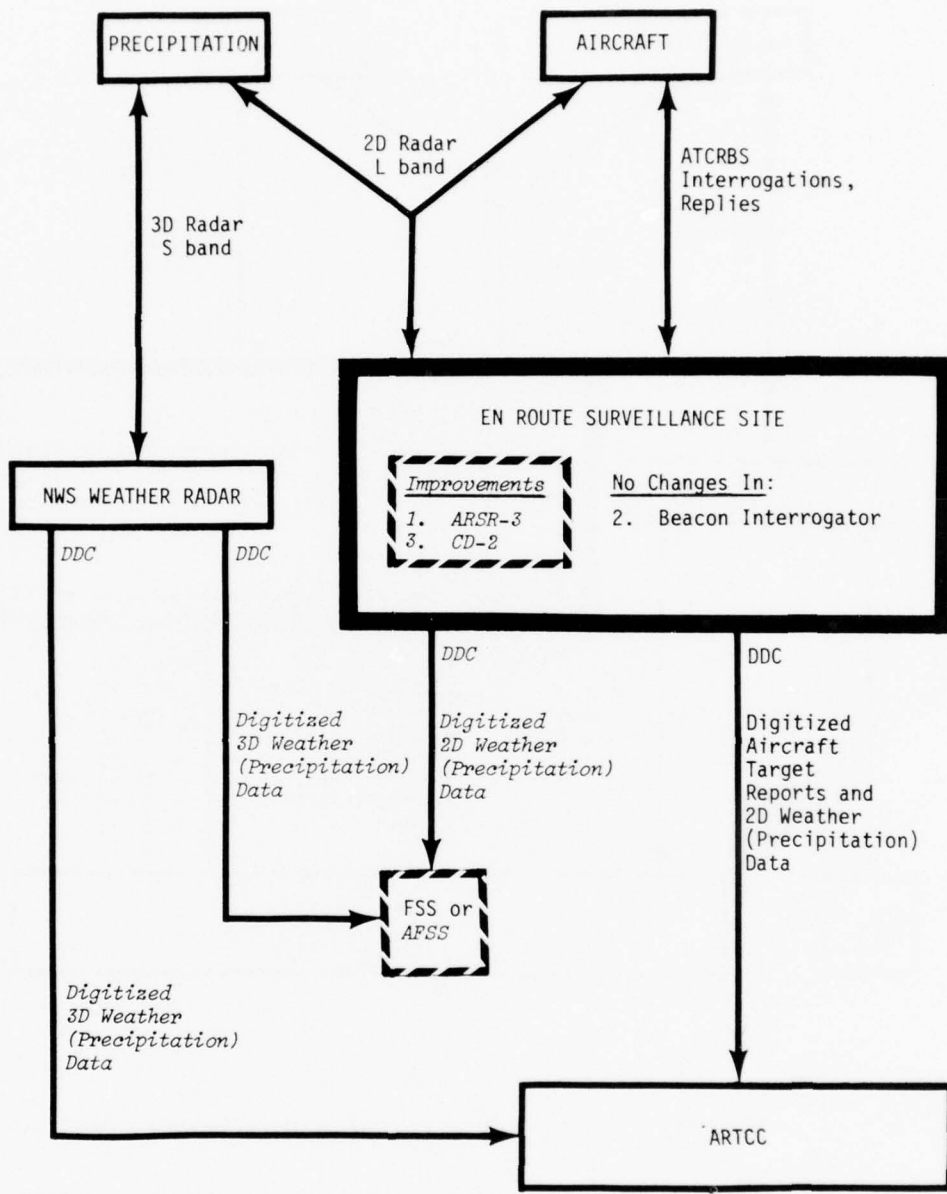 PRECIPITATION
AIRCRAFT
2D Radar
L band
ATCRBS
Interrogations,
Replies
3D Radar
S band
EN ROUTE SURVEILLANCE SITE
Improvements
1. ARSR-3
3. CD-2
No Changes In:
2. Beacon Interrogator
NWS WEATHER RADAR
DDC
DDC
DDC
DDC
Digitized
3D Weather
(Precipitation)
Data
Digitized
2D Weather
(Precipitation)
Data
Digitized
Aircraft
Target
Reports and
2D Weather
(Precipitation)
Data
FSS or
AFSS
Digitized
3D Weather
(Precipitation)
Data
ARTCC